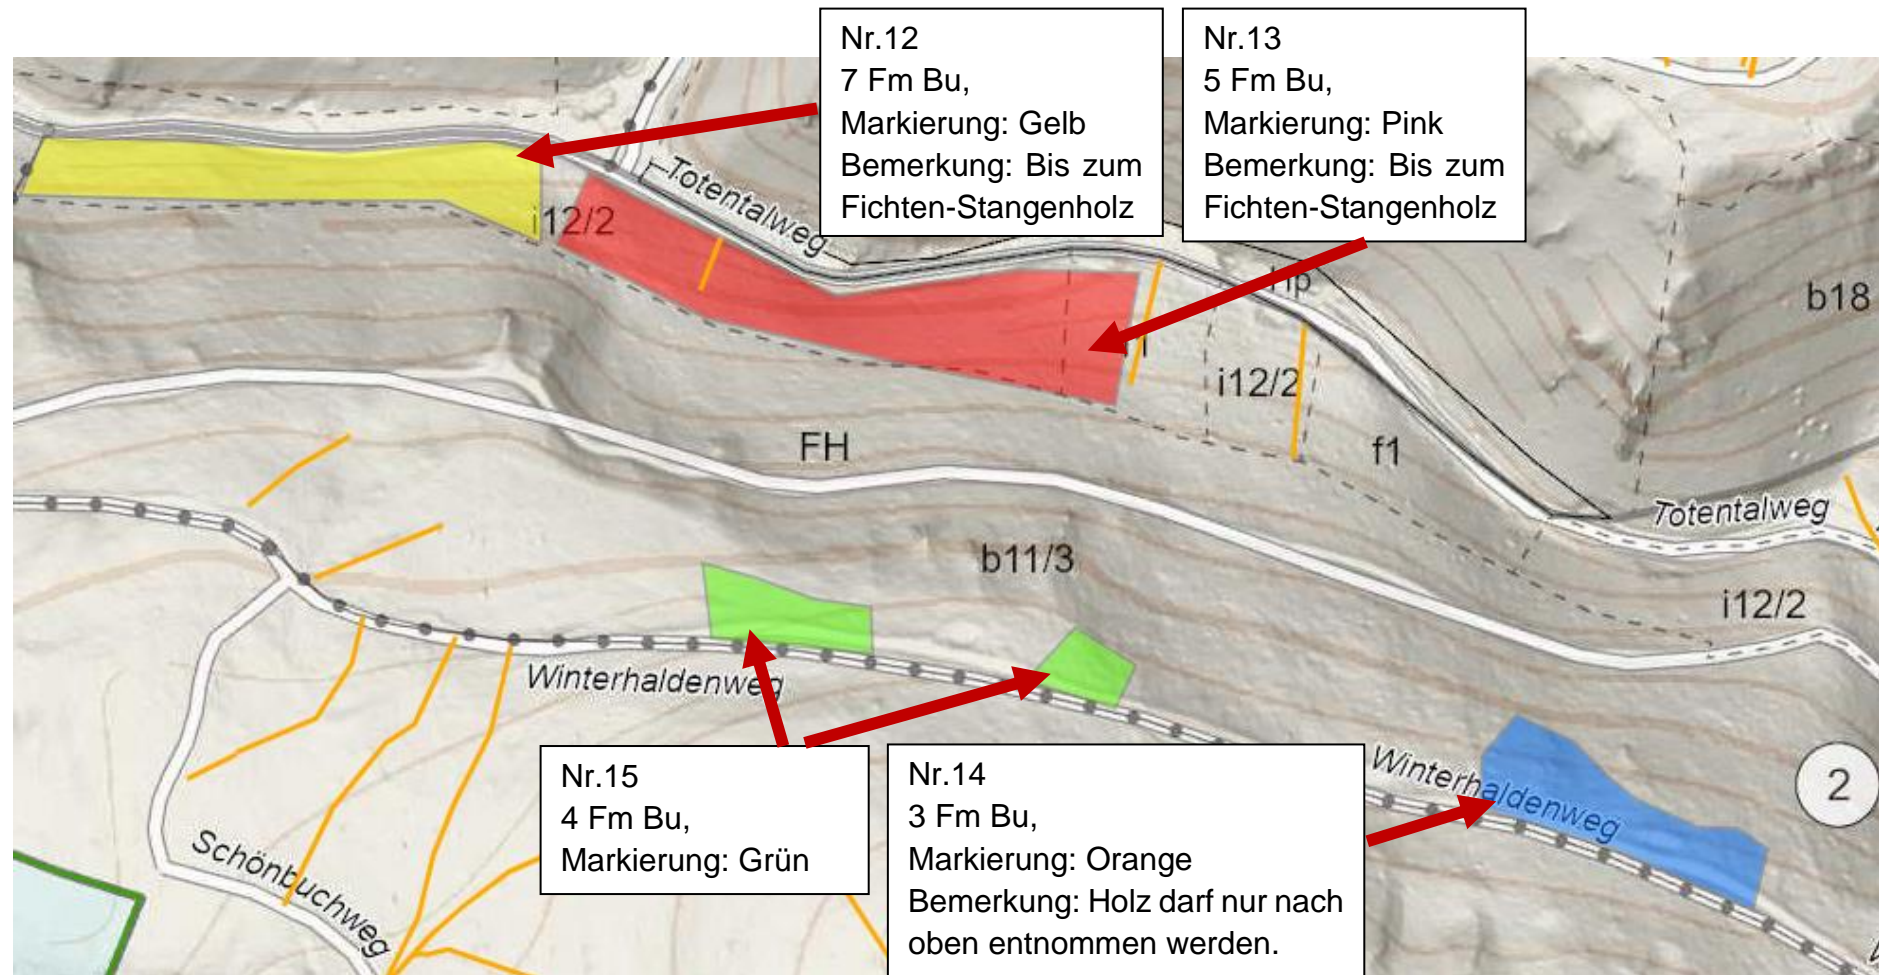 Nr.12
7 Fm Bu,
Markierung: Gelb
Bemerkung: Bis zum
Fichten-Stangenholz
Nr.13
5 Fm Bu,
Markierung: Pink
Bemerkung: Bis zum
Fichten-Stangenholz
Totentalweg
i12/2
b18
i12/2
FH
f1
Totentalweg
b11/3
i12/2
Winterhaldenweg
Winterhaldenweg
2
Nr.15
4 Fm Bu,
Markierung: Grün
Nr.14
3 Fm Bu,
Markierung: Orange
Bemerkung: Holz darf nur nach
oben entnommen werden.
Schönbuchweg